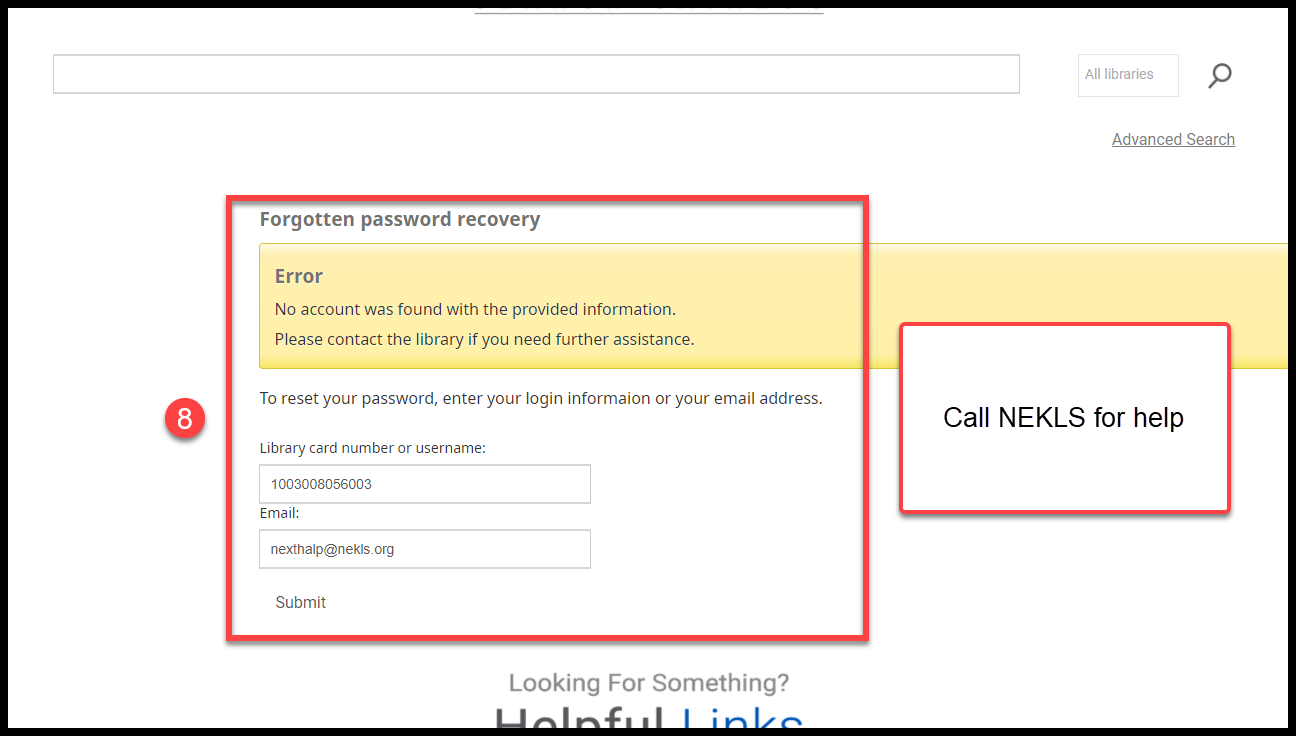 All libraries
Advanced Search
Forgotten password recovery
Error
No account was found with the provided information.
Please contact the library if you need further assistance.
8
Call NEKLS for help
To reset your password, enter your login informaion or your email address.
Library card number or username:
1003008056003
Email:
nexthalp@nekls.org
Submit
Looking For Something?
Helpful Links